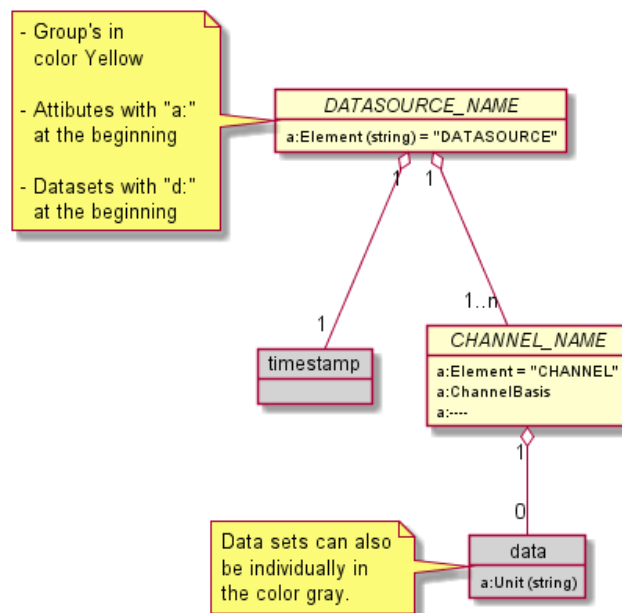 - Group's in
color Yellow
- Attibutes with "a:"
at the beginning
- Datasets with "d:"
at the beginning
DATASOURCE_NAME
a:Element (string) = "DATASOURCE"
1
1
1
1..n
timestamp
CHANNEL_NAME
a:Element = "CHANNEL"
a:ChannelBasis
a:----
1
0
Data sets can also
be individually in
the color gray.
data
a:Unit (string)